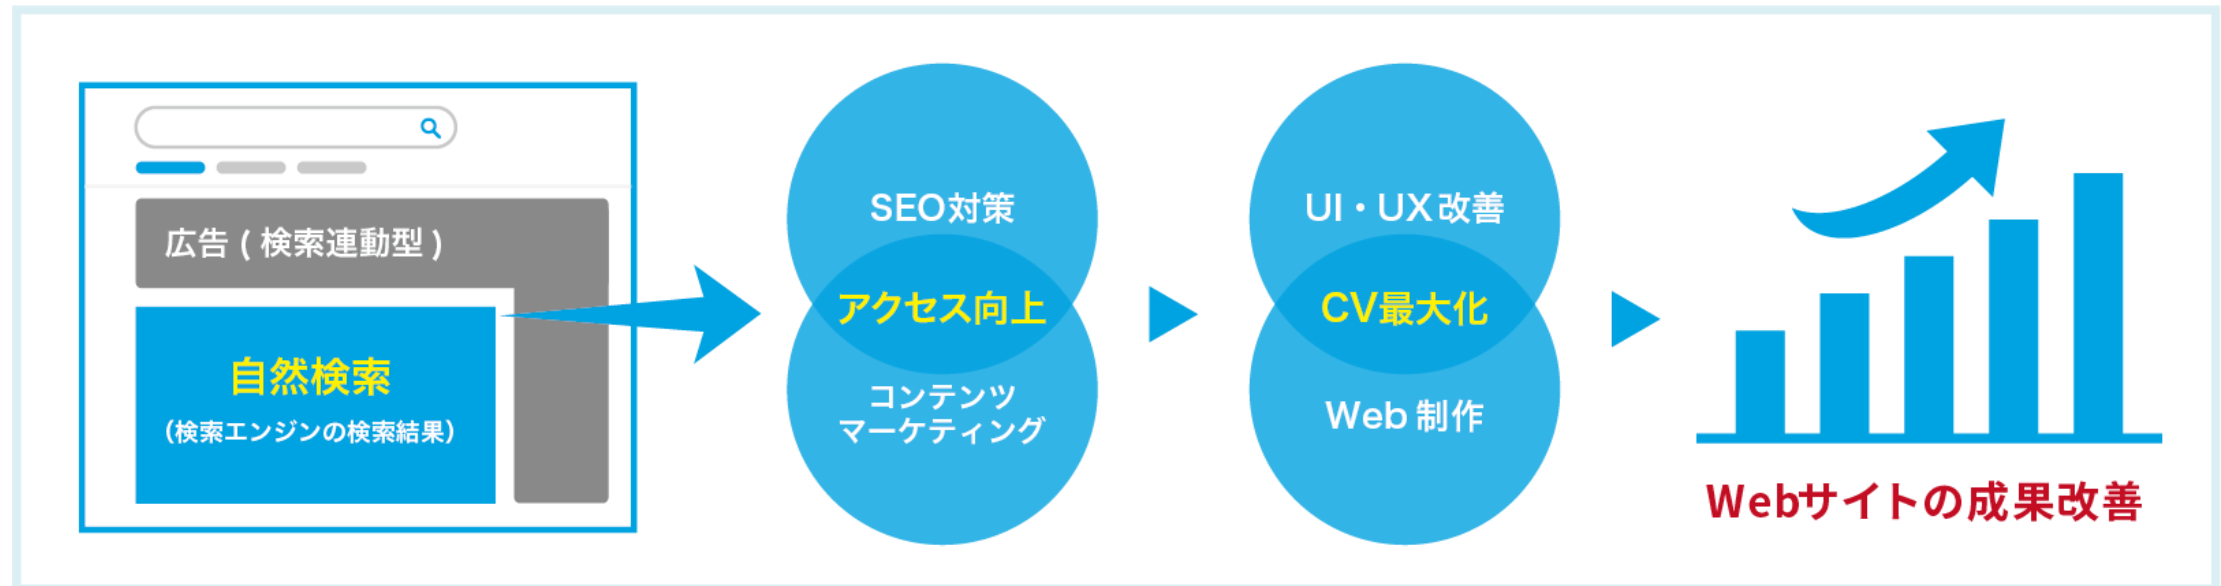 広告 ( 検索連動型 )
自然検索
(検索エンジンの検索結果)
SEO対策
アクセス向上
コンテンツ
マーケティング
UI・UX改善
CV最大化
Web 制作
Webサイトの成果改善